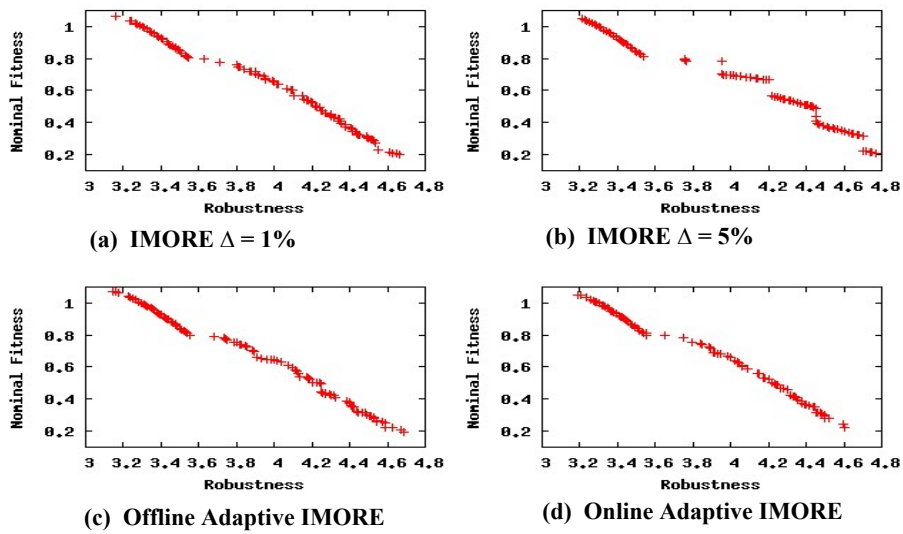 Nominal Fitness
1
0.8
0.6
0.4
0.2
3 3.2 3.4 3.6 3.8 4 4.2 4.4 4.6 4.8
Robustness
(a) IMORE Δ = 1%
Nominal Fitness
1
0.8
0.6
0.4
0.2
3 3.2 3.4 3.6 3.8 4 4.2 4.4 4.6 4.8
Robustness
(b) IMORE Δ = 5%
Nominal Fitness
1
0.8
0.6
0.4
0.2
3 3.2 3.4 3.6 3.8 4 4.2 4.4 4.6 4.8
Robustness
(c) Offline Adaptive IMORE
Nominal Fitness
1
0.8
0.6
0.4
0.2
3 3.2 3.4 3.6 3.8 4 4.2 4.4 4.6 4.8
Robustness
(d) Online Adaptive IMORE